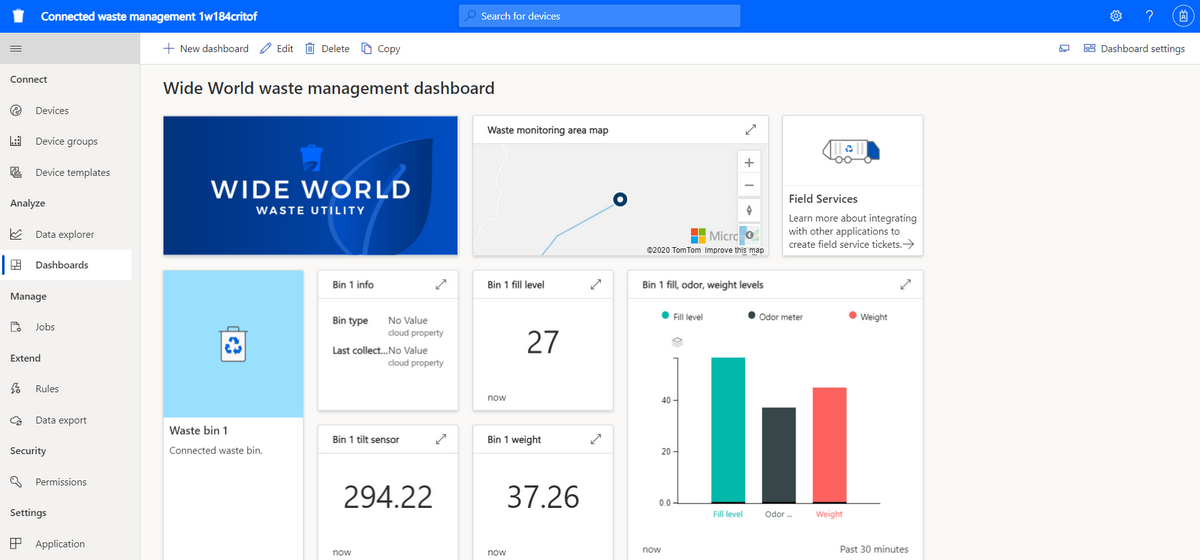 Connected waste management 1w184critof
Search for devices
?
New dashboard
Edit
Delete
Copy
Dashboard settings
Connect
Devices
Device groups
Device templates
Analyze
Data explorer
Dashboards
Manage
Jobs
Extend
Rules
Data export
Security
Permissions
Settings
Application
Wide World waste management dashboard
WIDE WORLD
WASTE UTILITY
Waste monitoring area map
Micro
©2020 TomTom Improve this map
Field Services
Learn more about integrating
with other applications to
create field service tickets.→
Waste bin 1
Connected waste bin.
Bin 1 info
Bin type No Value
cloud property
Last collect...No Value
cloud property
Bin 1 fill level
27
now
Bin 1 tilt sensor
294.22
now
Bin 1 weight
37.26
now
Bin 1 fill, odor, weight levels
Fill level Odor meter Weight
40
20
0.0
Fill level Odor ... Weight
now Past 30 minutes